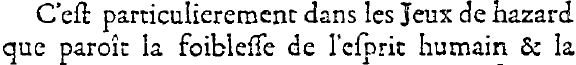 C'eſt particulierement dans les Jeux de hazard
que paroît la foibleſſe de l'eſprit humain & la